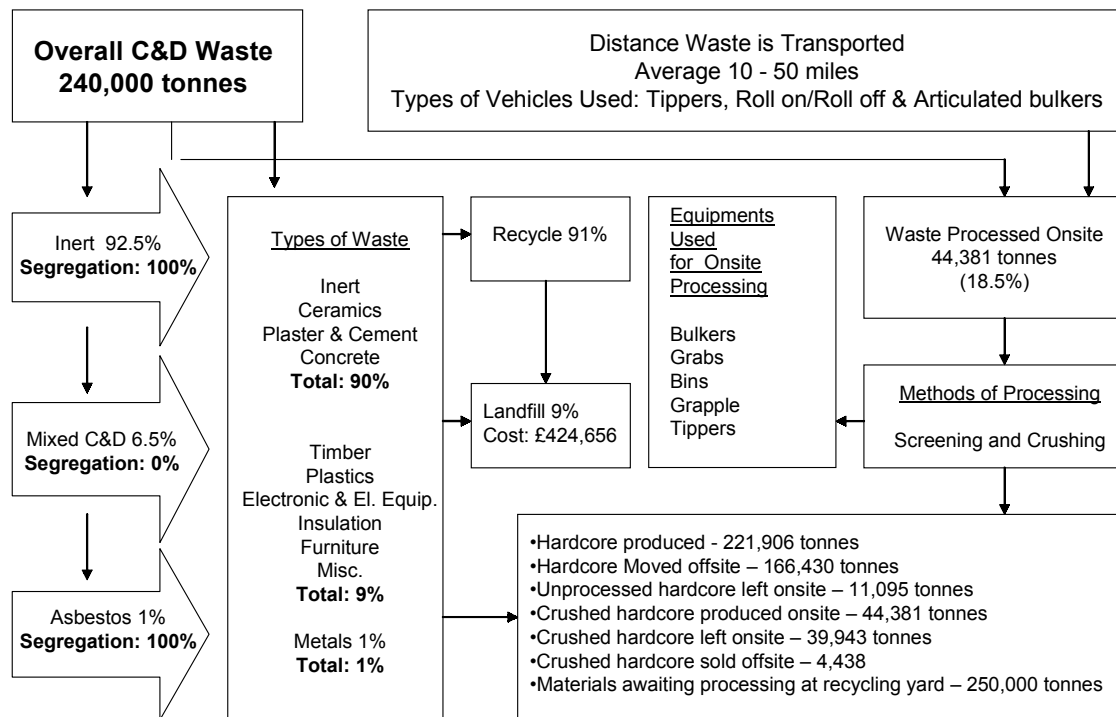 Overall C&D Waste
240,000 tonnes
Distance Waste is Transported
Average 10 - 50 miles
Types of Vehicles Used: Tippers, Roll on/Roll off & Articulated bulkers
Inert 92.5%
Segregation: 100%
Mixed C&D 6.5%
Segregation: 0%
Asbestos 1%
Segregation: 100%
Types of Waste
Inert
Ceramics
Plaster & Cement
Concrete
Total: 90%
Timber
Plastics
Electronic & El. Equip.
Insulation
Furniture
Misc.
Total: 9%
Metals 1%
Total: 1%
Recycle 91%
Landfill 9%
Cost: £424,656
Equipments
Used
for Onsite
Processing
Bulkers
Grabs
Bins
Grapple
Tippers
Waste Processed Onsite
44,381 tonnes
(18.5%)
Methods of Processing
Screening and Crushing
•Hardcore produced - 221,906 tonnes
•Hardcore Moved offsite – 166,430 tonnes
•Unprocessed hardcore left onsite – 11,095 tonnes
•Crushed hardcore produced onsite – 44,381 tonnes
•Crushed hardcore left onsite – 39,943 tonnes
•Crushed hardcore sold offsite – 4,438
•Materials awaiting processing at recycling yard – 250,000 tonnes